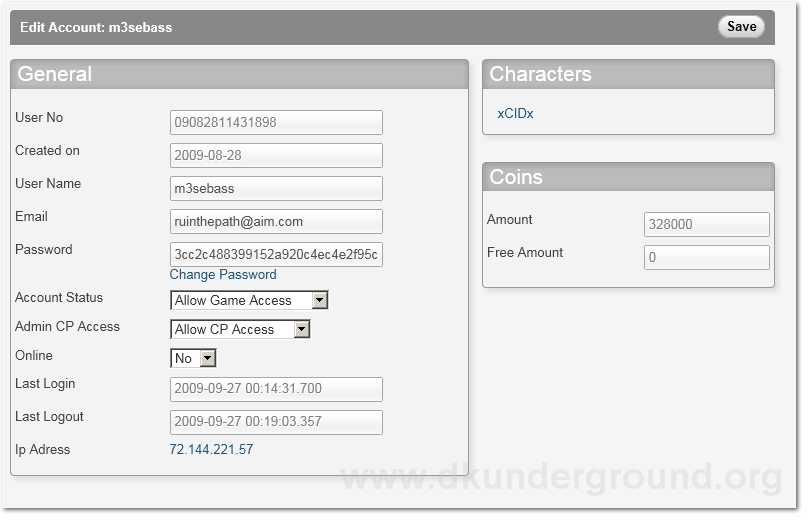 Edit Account: m3sebass
Save
General
User No
09082811431898
Created on
2009-08-28
User Name
m3sebass
Email
ruinthepath@aim.com
Password
3cc2c488399152a920c4ec4e2f95c
Change Password
Account Status
Allow Game Access
Admin CP Access
Allow CP Access
Online
No
Last Login
2009-09-27 00:14:31.700
Last Logout
2009-09-27 00:19:03.357
Ip Adress
72.144.221.57
Characters
xCIDx
Coins
Amount
328000
Free Amount
0
www.dkunderground.org